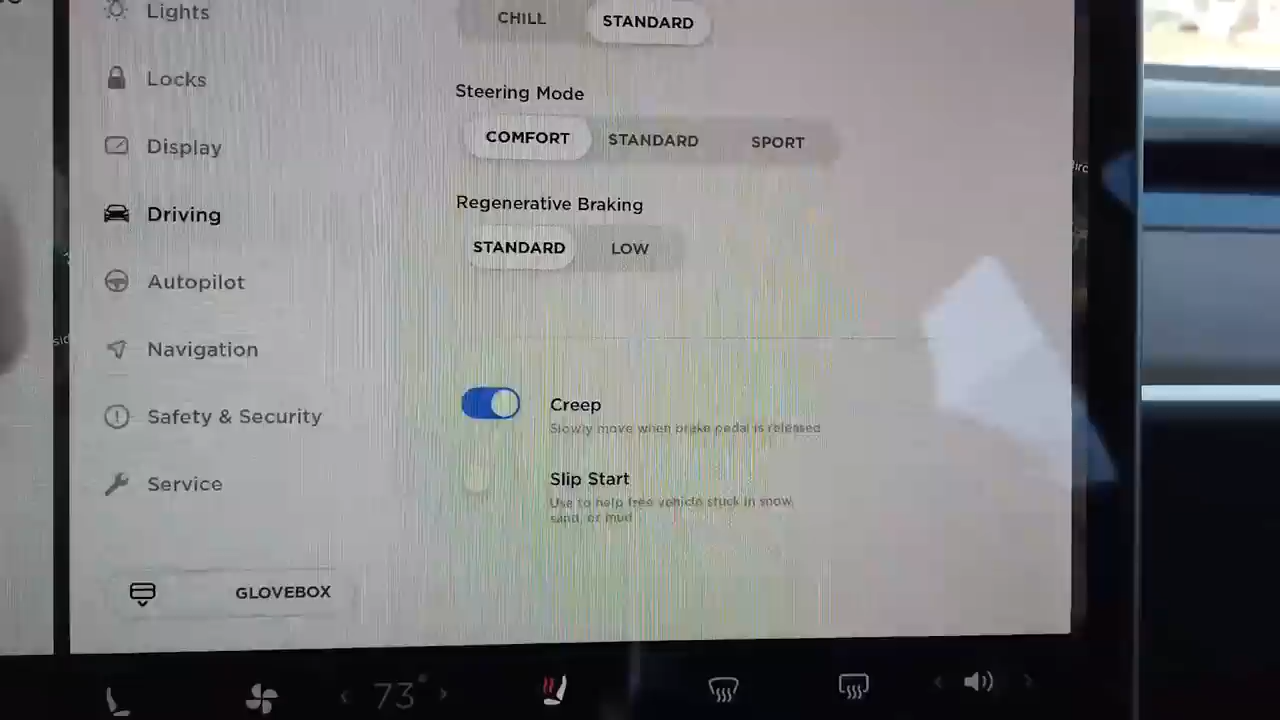 Lights
Locks
Display
Driving
Autopilot
Navigation
Safety & Security
Service
GLOVEBOX
CHILL STANDARD
Steering Mode
COMFORT STANDARD SPORT
Regenerative Braking
STANDARD LOW
Creep
Slowly move when brake pedal is released
Slip Start
Use to help free vehicle stuck in snow,
sand, or mud
73°